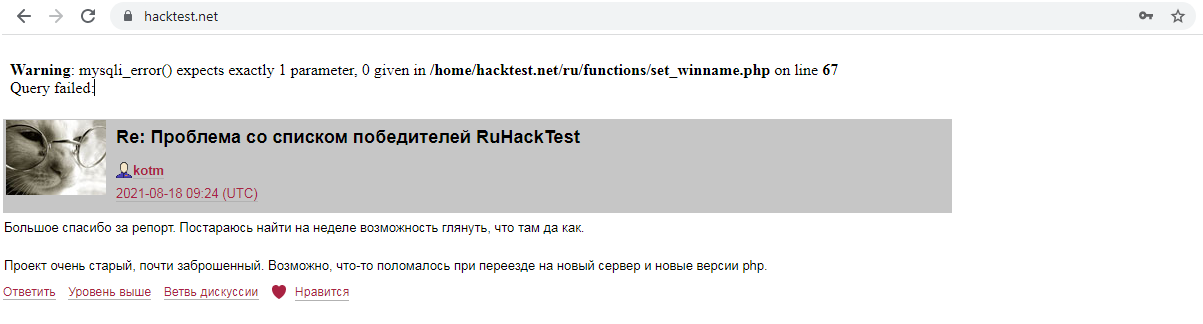 hacktest.net
Warning: mysqli_error() expects exactly 1 parameter, 0 given in /home/hacktest.net/ru/functions/set_winname.php on line 67
Query failed:
Re: Проблема со списком победителей RuHackTest
kotm
2021-08-18 09:24 (UTC)
Большое спасибо за репорт. Постараюсь найти на неделе возможность глянуть, что там да как.
Проект очень старый, почти заброшенный. Возможно, что-то поломалось при переезде на новый сервер и новые версии php.
Ответить Уровень выше Ветвь дискуссии Нравится